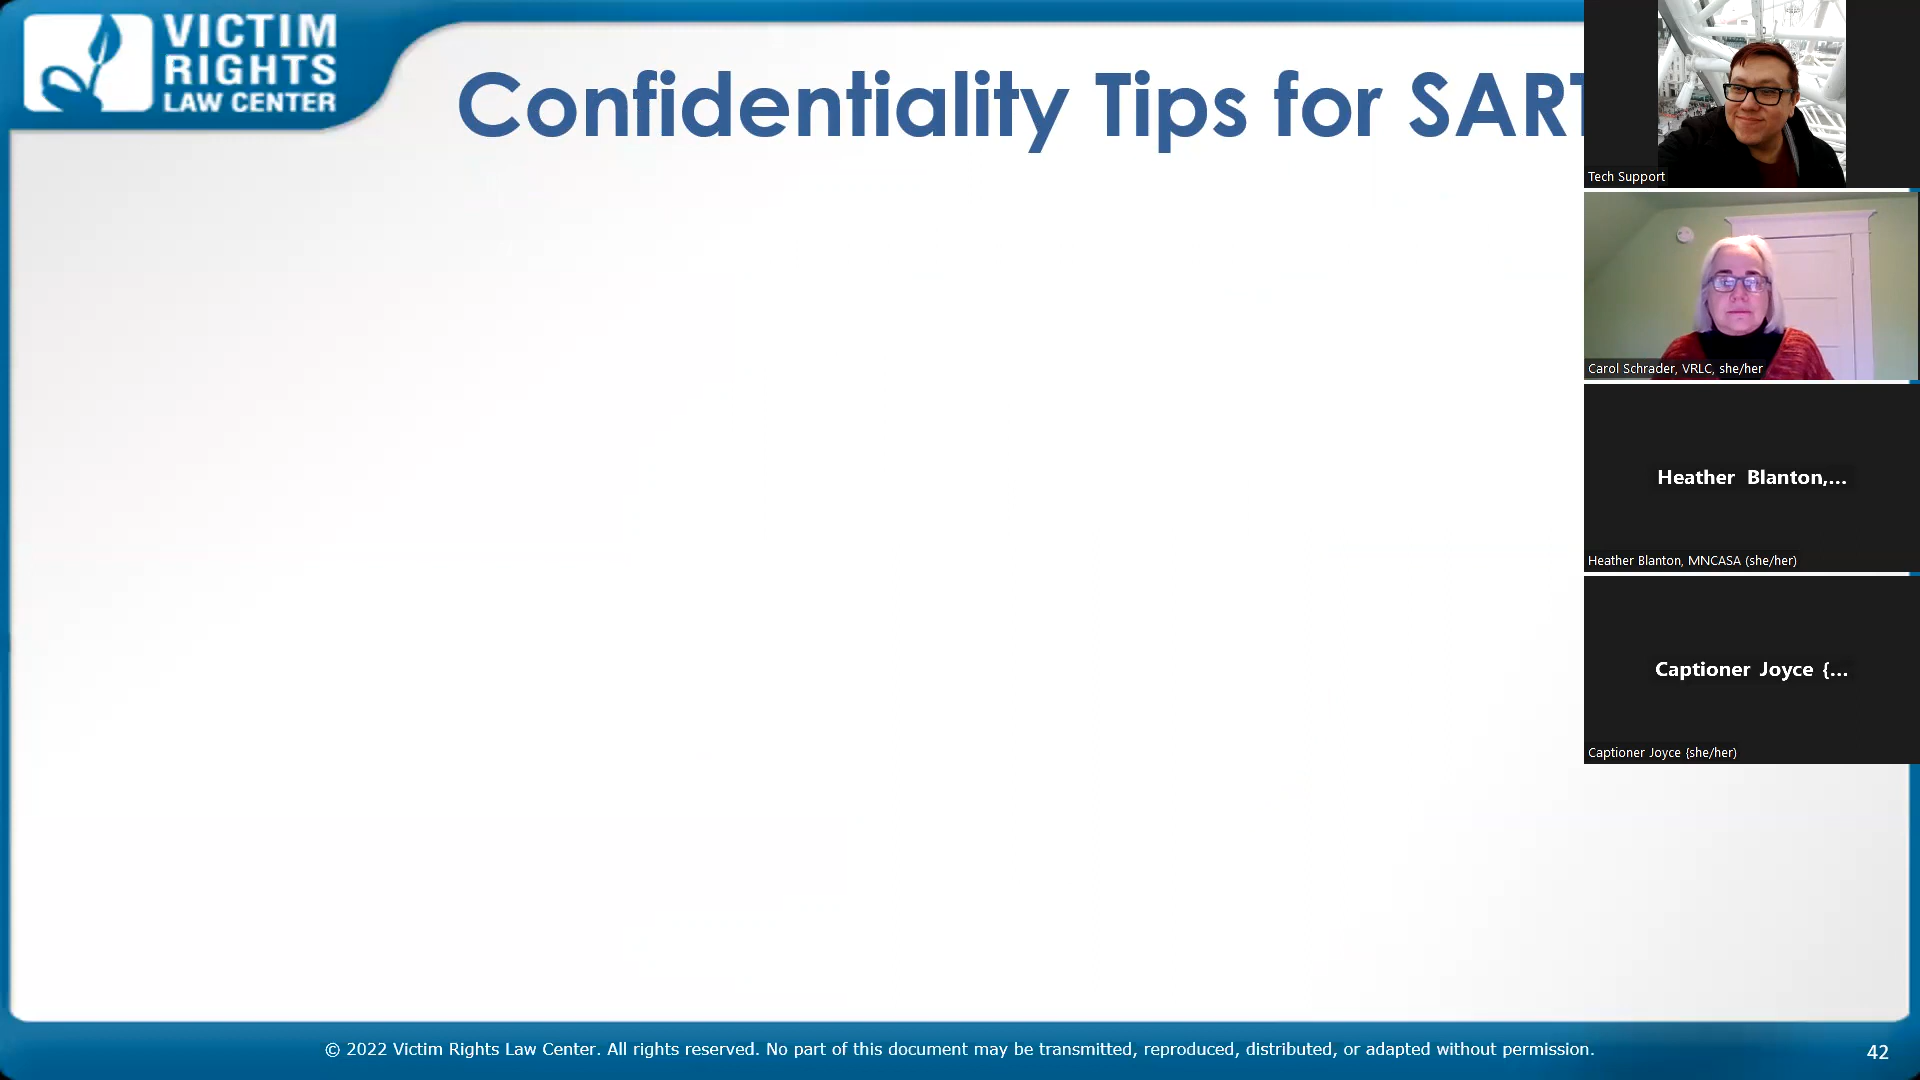 VICTIM
RIGHTS
LAW CENTER
Confidentiality Tips for SART
Tech Support
Carol Schrader, VRLC, she/her
Heather Blanton,...
Heather Blanton, MNCASA (she/her)
Captioner Joyce {...
Captioner Joyce {she/her)
© 2022 Victim Rights Law Center. All rights reserved. No part of this document may be transmitted, reproduced, distributed, or adapted without permission.
42